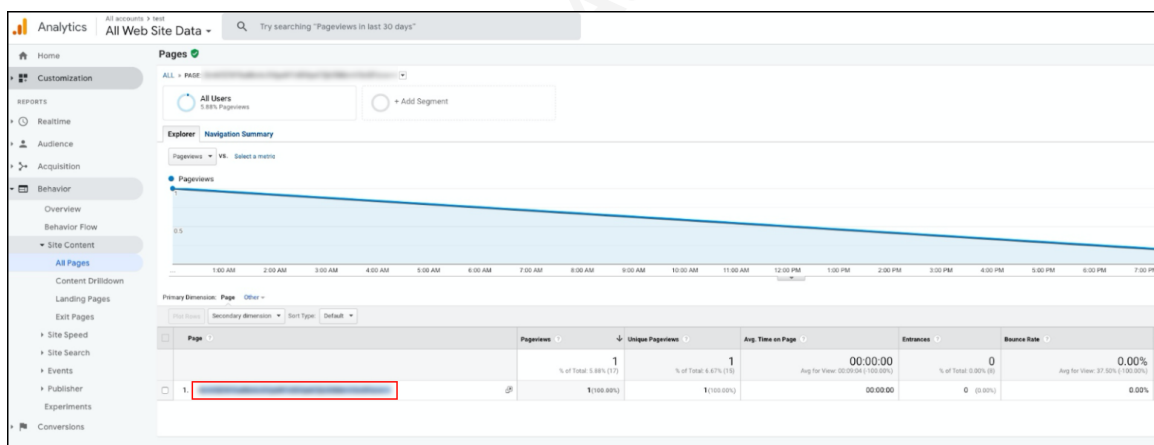 Analytics
All accounts > test
All Web Site Data
Try searching "Pageviews in last 30 days"
Home
Customization
REPORTS
Realtime
Audience
Acquisition
Behavior
Overview
Behavior Flow
Site Content
All Pages
Content Drilldown
Landing Pages
Exit Pages
Site Speed
Site Search
Events
Publisher
Experiments
Conversions
Pages
ALL » PAGE:
All Users
5.88% Pageviews
+ Add Segment
Explorer Navigation Summary
Pageviews VS. Select a metric
Pageviews
1
0.5
... 1:00 AM 2:00 AM 3:00 AM 4:00 AM 5:00 AM 6:00 AM 7:00 AM 8:00 AM 9:00 AM 10:00 AM 11:00 AM 12:00 PM 1:00 PM 2:00 PM 3:00 PM 4:00 PM 5:00 PM 6:00 PM 7:00 P
Primary Dimension: Page Other
Plot Rows Secondary dimension Sort Type: Default
Page Pageviews Unique Pageviews Avg. Time on Page Entrances Bounce Rate
1 1 00:00:00 0 0.00%
% of Total: 5.88% (17) % of Total: 6.67% (15) Avg for View: 00:09:04 (-100.00%) % of Total: 0.00% (8) Avg for View: 37.50% (-100.00%)
1. 1(100.00%) 1(100.00%) 00:00:00 0 (0.00%) 0.00%